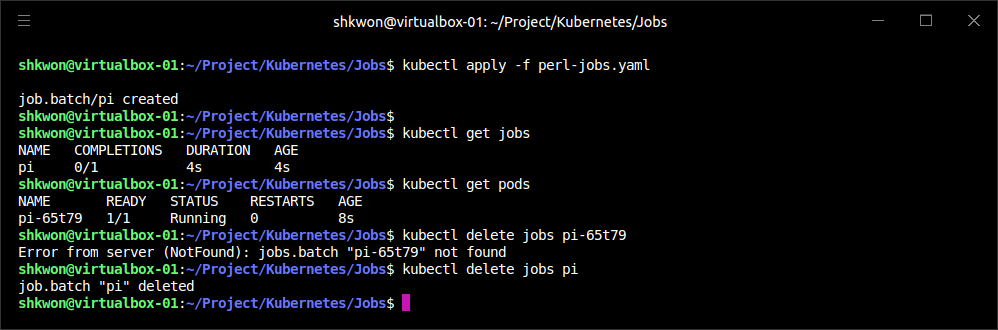 shkwon@virtualbox-01: ~/Project/Kubernetes/Jobs
shkwon@virtualbox-01:~/Project/Kubernetes/Jobs$ kubectl apply -f perl-jobs.yaml
job.batch/pi created
shkwon@virtualbox-01:~/Project/Kubernetes/Jobs$
shkwon@virtualbox-01:~/Project/Kubernetes/Jobs$ kubectl get jobs
NAME   COMPLETIONS   DURATION   AGE
pi     0/1           4s         4s
shkwon@virtualbox-01:~/Project/Kubernetes/Jobs$ kubectl get pods
NAME       READY   STATUS    RESTARTS   AGE
pi-65t79   1/1     Running   0          8s
shkwon@virtualbox-01:~/Project/Kubernetes/Jobs$ kubectl delete jobs pi-65t79
Error from server (NotFound): jobs.batch "pi-65t79" not found
shkwon@virtualbox-01:~/Project/Kubernetes/Jobs$ kubectl delete jobs pi
job.batch "pi" deleted
shkwon@virtualbox-01:~/Project/Kubernetes/Jobs$